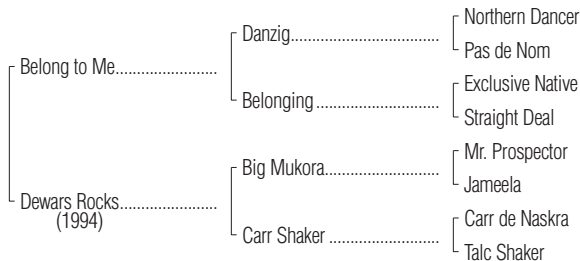 Northern Dancer
Danzig........................................
Pas de Nom
Belong to Me...........................
Exclusive Native
Belonging .................................
Straight Deal
Mr. Prospector
Big Mukora..............................
Jameela
Dewars Rocks..........................
(1994)
Carr de Naskra
Carr Shaker .............................
Talc Shaker